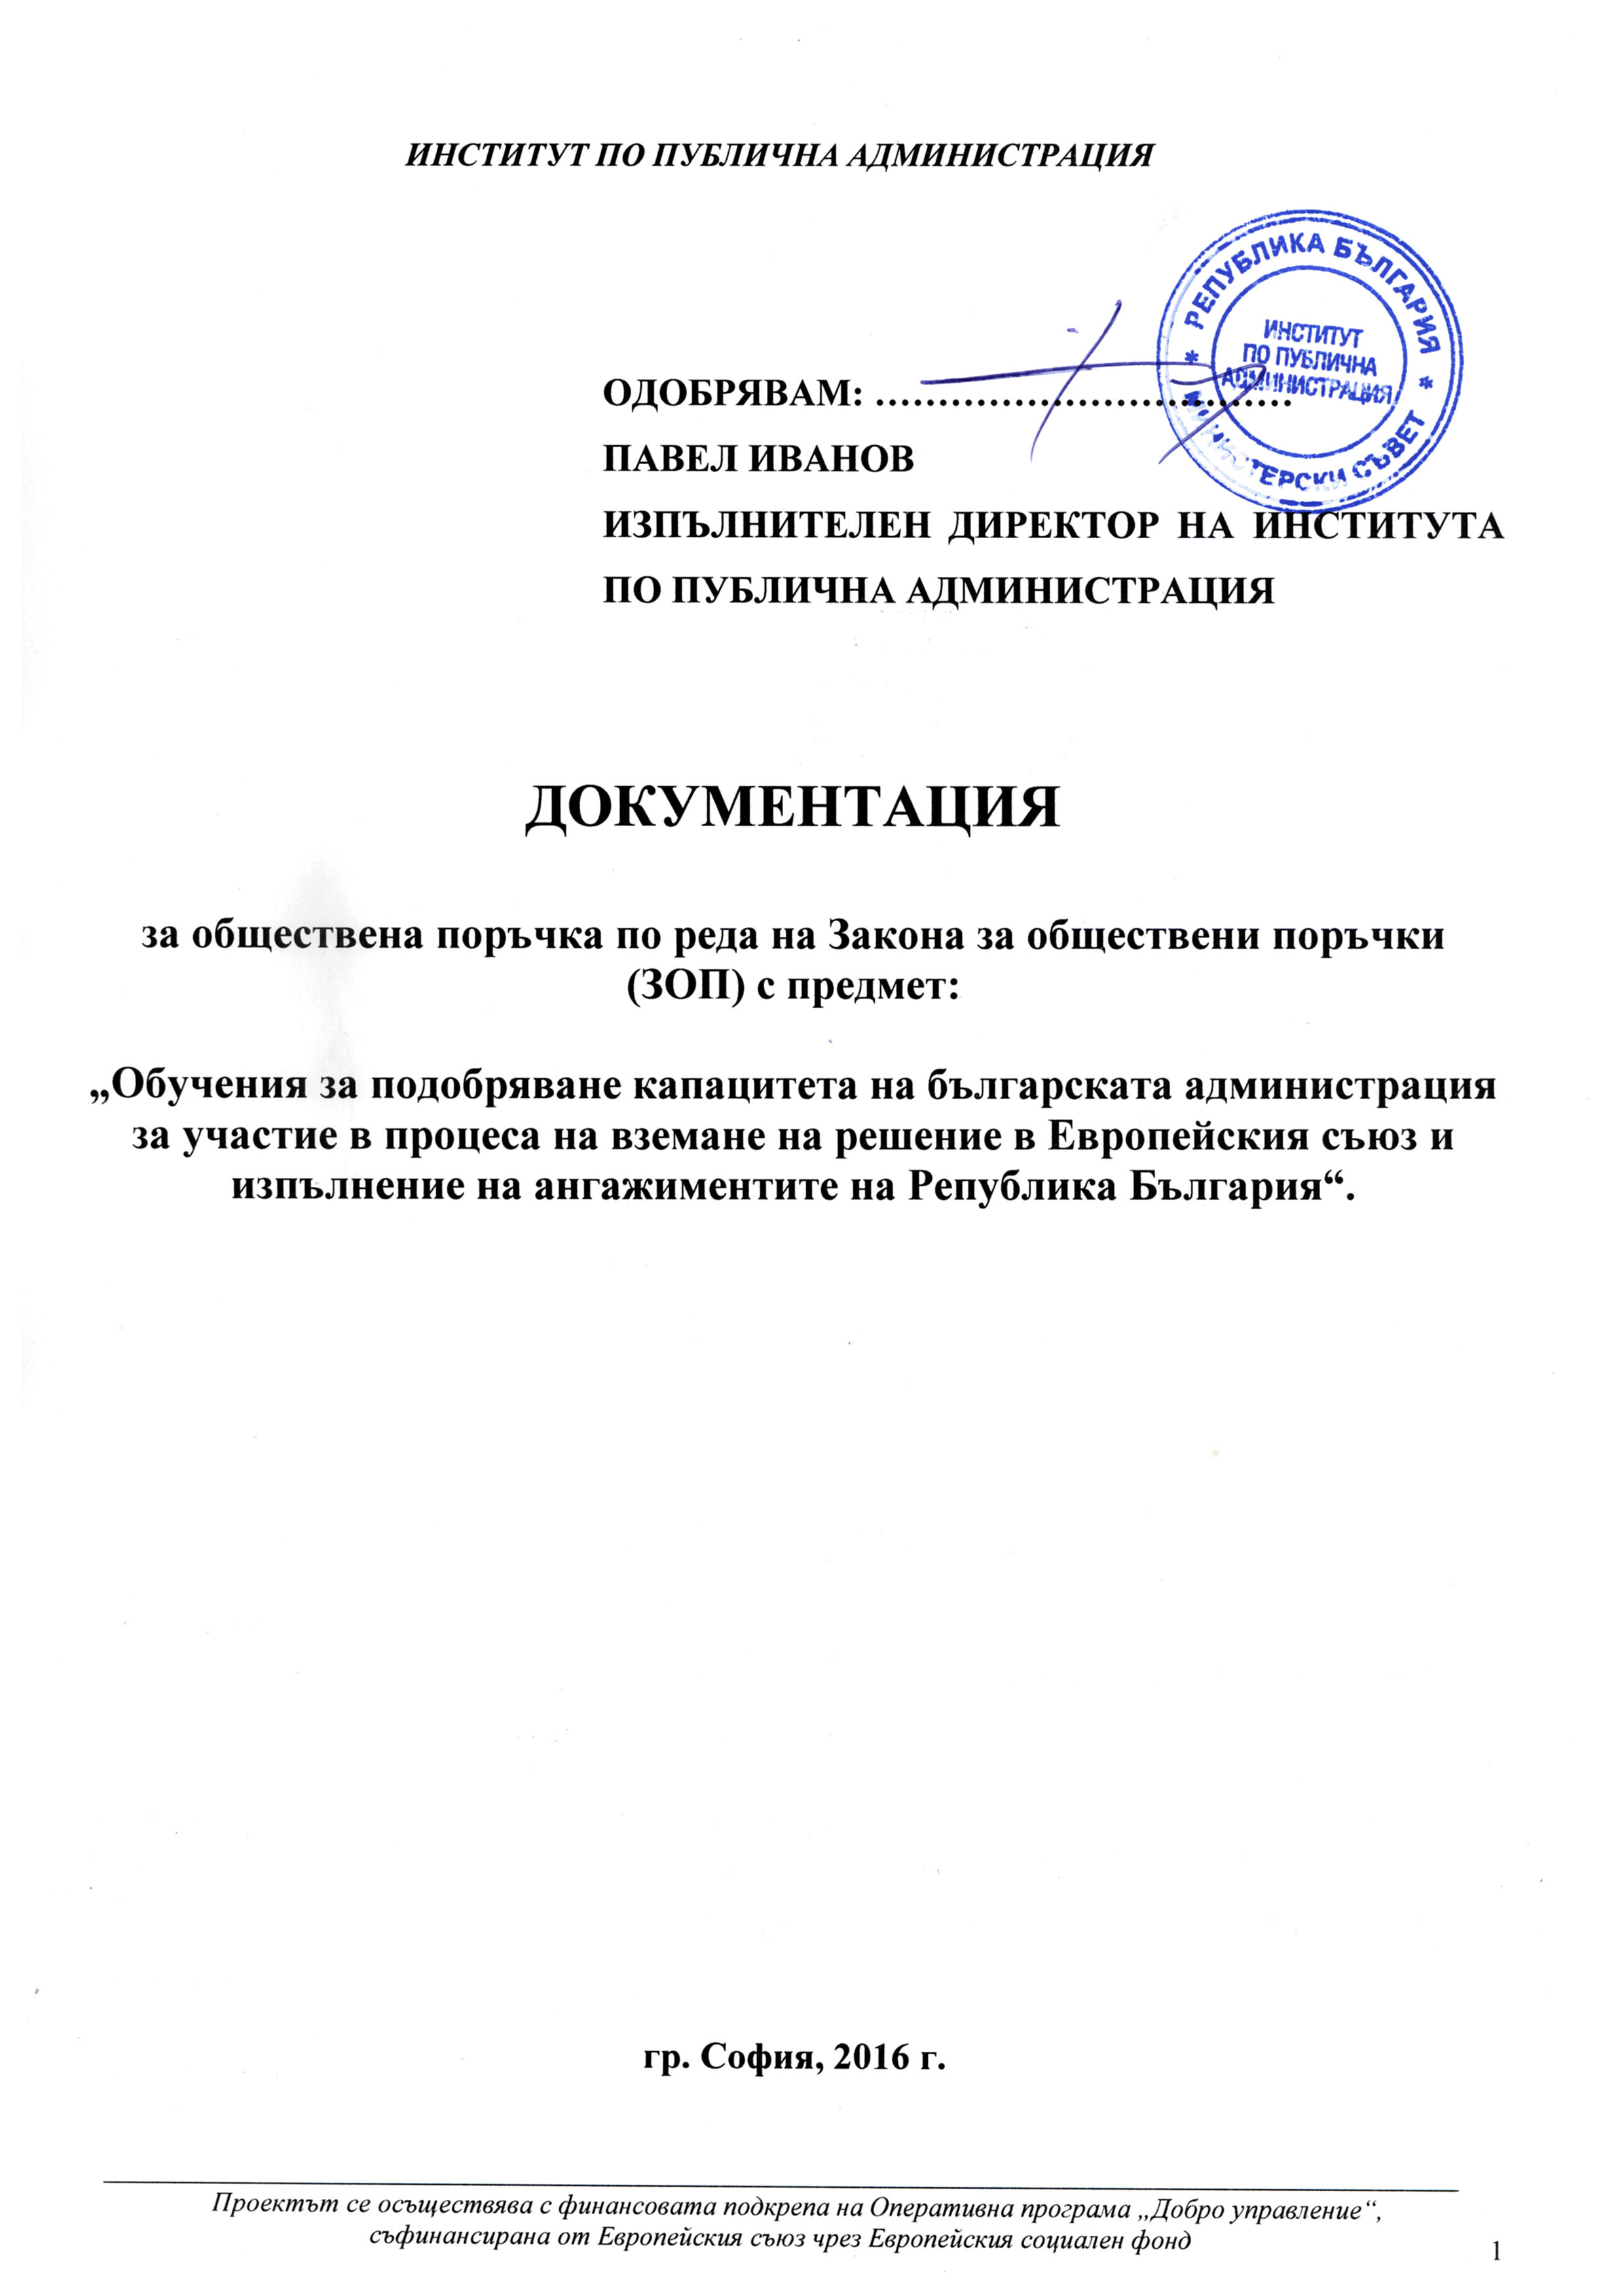 ИНСТИТУТ ПО ПУБЛИЧНА АДМИНИСТРАЦИЯ
РЕПУБЛИКА БЪЛГАРИЯ
ИНСТИТУТ
ПО ПУБЛИЧНА
АДМИНИСТРАЦИЯ
МИНИСТЕРСКИ СЪВЕТ
ОДОБРЯВАМ: ……………………………
ПАВЕЛ ИВАНОВ
ИЗПЪЛНИТЕЛЕН ДИРЕКТОР НА ИНСТИТУТА
ПО ПУБЛИЧНА АДМИНИСТРАЦИЯ
ДОКУМЕНТАЦИЯ
за обществена поръчка по реда на Закона за обществени поръчки
(ЗОП) с предмет:
„Обучения за подобряване капацитета на българската администрация
за участие в процеса на вземане на решение в Европейския съюз и
изпълнение на ангажиментите на Република България“.
гр. София, 2016 г.
Проектът се осъществява с финансовата подкрепа на Оперативна програма „Добро управление“,
съфинансирана от Европейския съюз чрез Европейския социален фонд
1